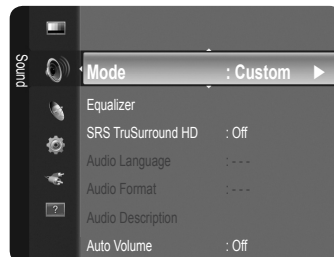 Sound
Mode : Custom ▶
Equalizer
SRS TruSurround HD : Off
Audio Language : - - -
Audio Format : - - -
Audio Description
Auto Volume : Off
?